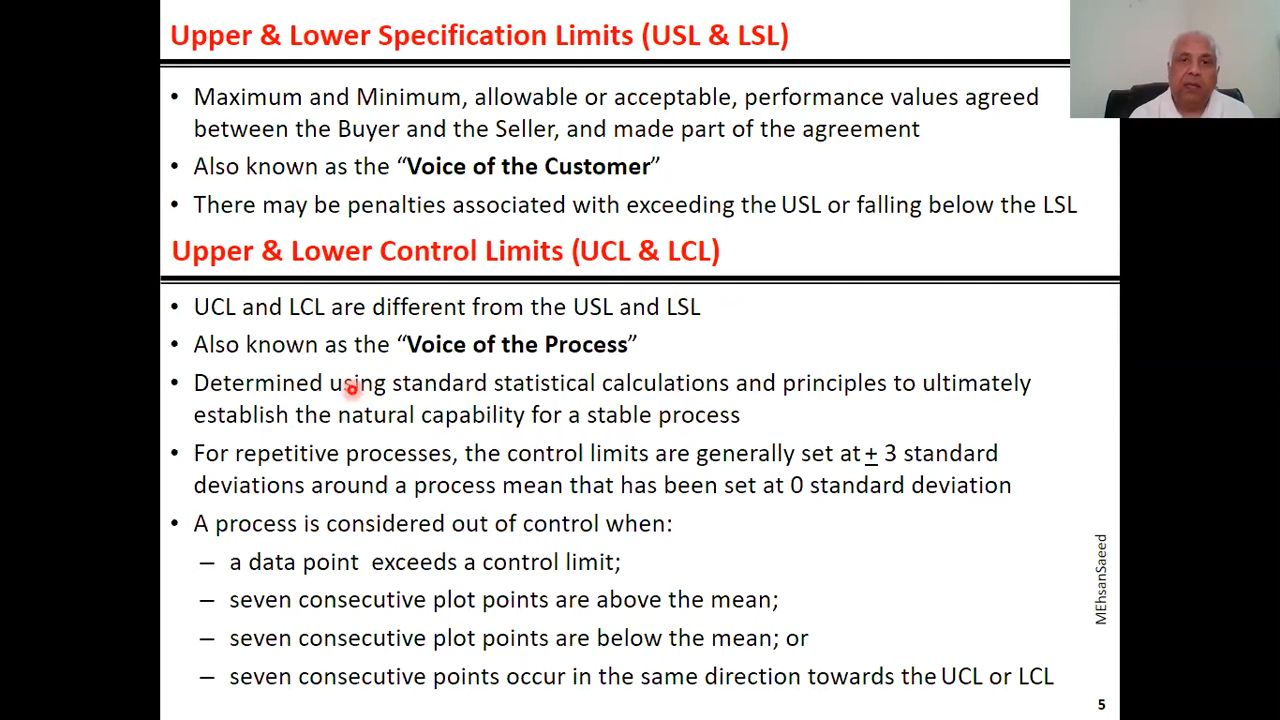 Upper & Lower Specification Limits (USL & LSL)
• Maximum and Minimum, allowable or acceptable, performance values agreed
between the Buyer and the Seller, and made part of the agreement
• Also known as the “Voice of the Customer”
• There may be penalties associated with exceeding the USL or falling below the LSL
Upper & Lower Control Limits (UCL & LCL)
• UCL and LCL are different from the USL and LSL
• Also known as the “Voice of the Process”
• Determined using standard statistical calculations and principles to ultimately
establish the natural capability for a stable process
• For repetitive processes, the control limits are generally set at + 3 standard
deviations around a process mean that has been set at 0 standard deviation
• A process is considered out of control when:
– a data point exceeds a control limit;
– seven consecutive plot points are above the mean;
– seven consecutive plot points are below the mean; or
– seven consecutive points occur in the same direction towards the UCL or LCL
MEhsanSaeed
5